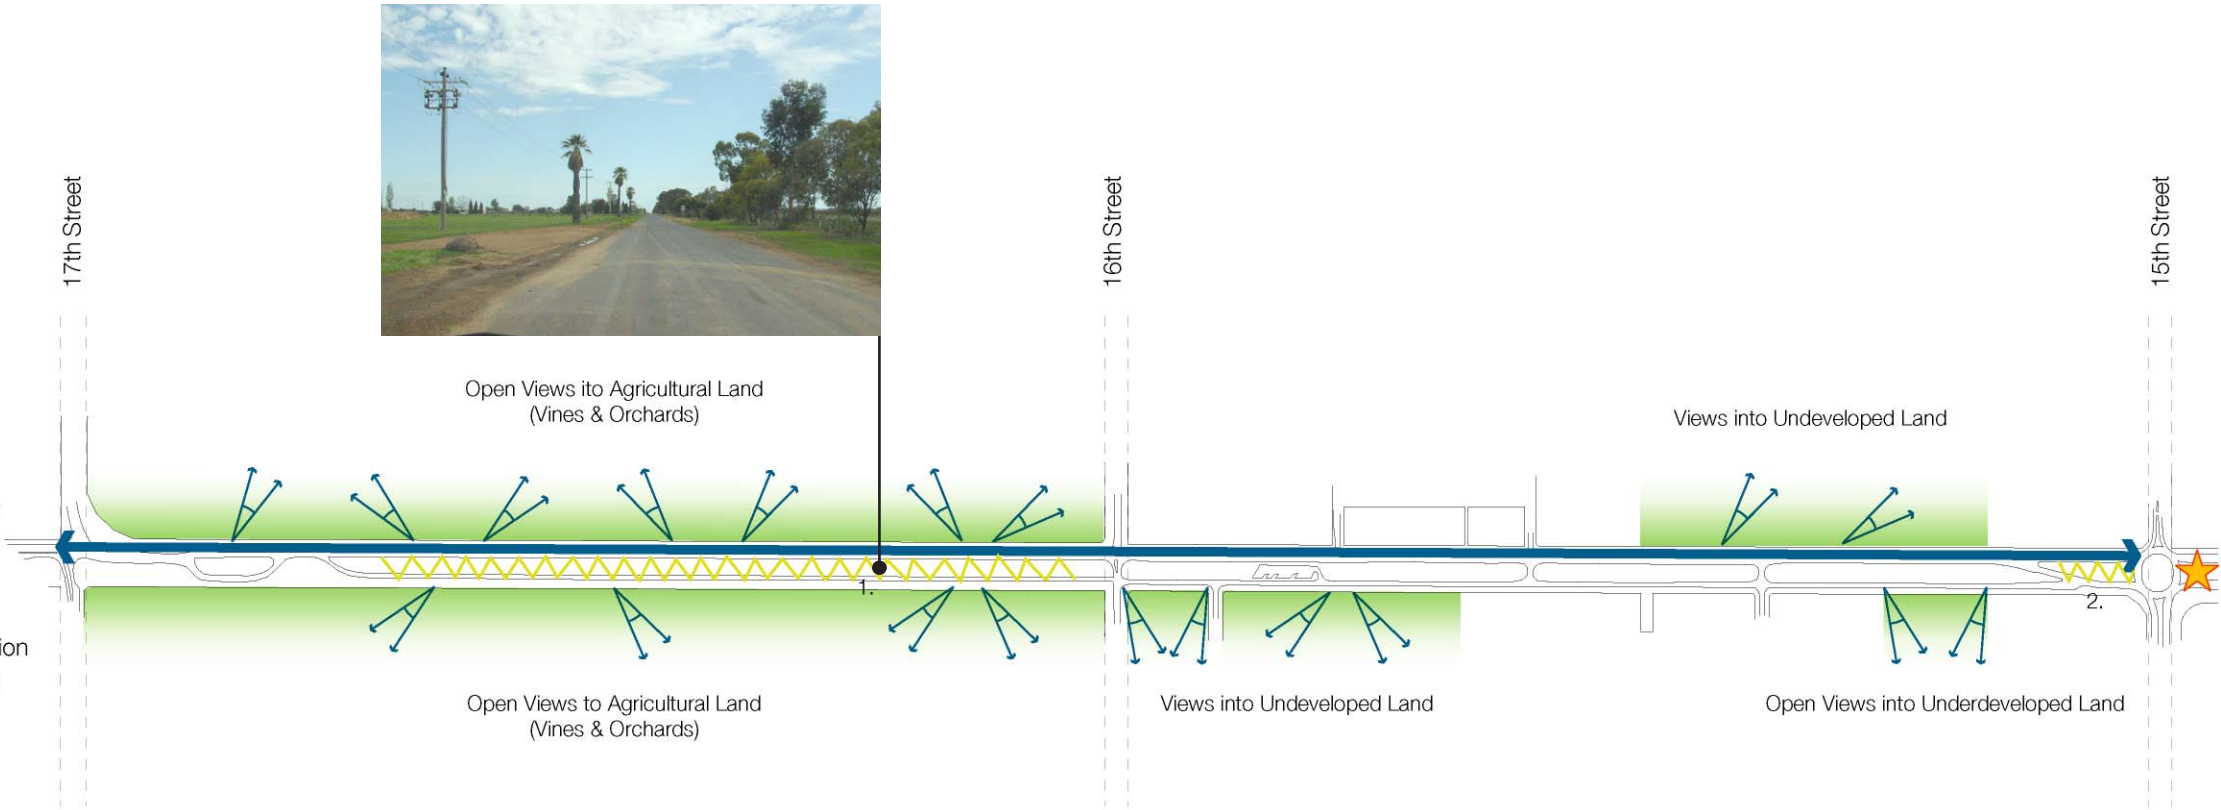 17th Street
16th Street
15th Street
Open Views ito Agricultural Land
(Vines & Orchards)
Views into Undeveloped Land
1.
2.
ion
Open Views to Agricultural Land
(Vines & Orchards)
Views into Undeveloped Land
Open Views into Underdeveloped Land